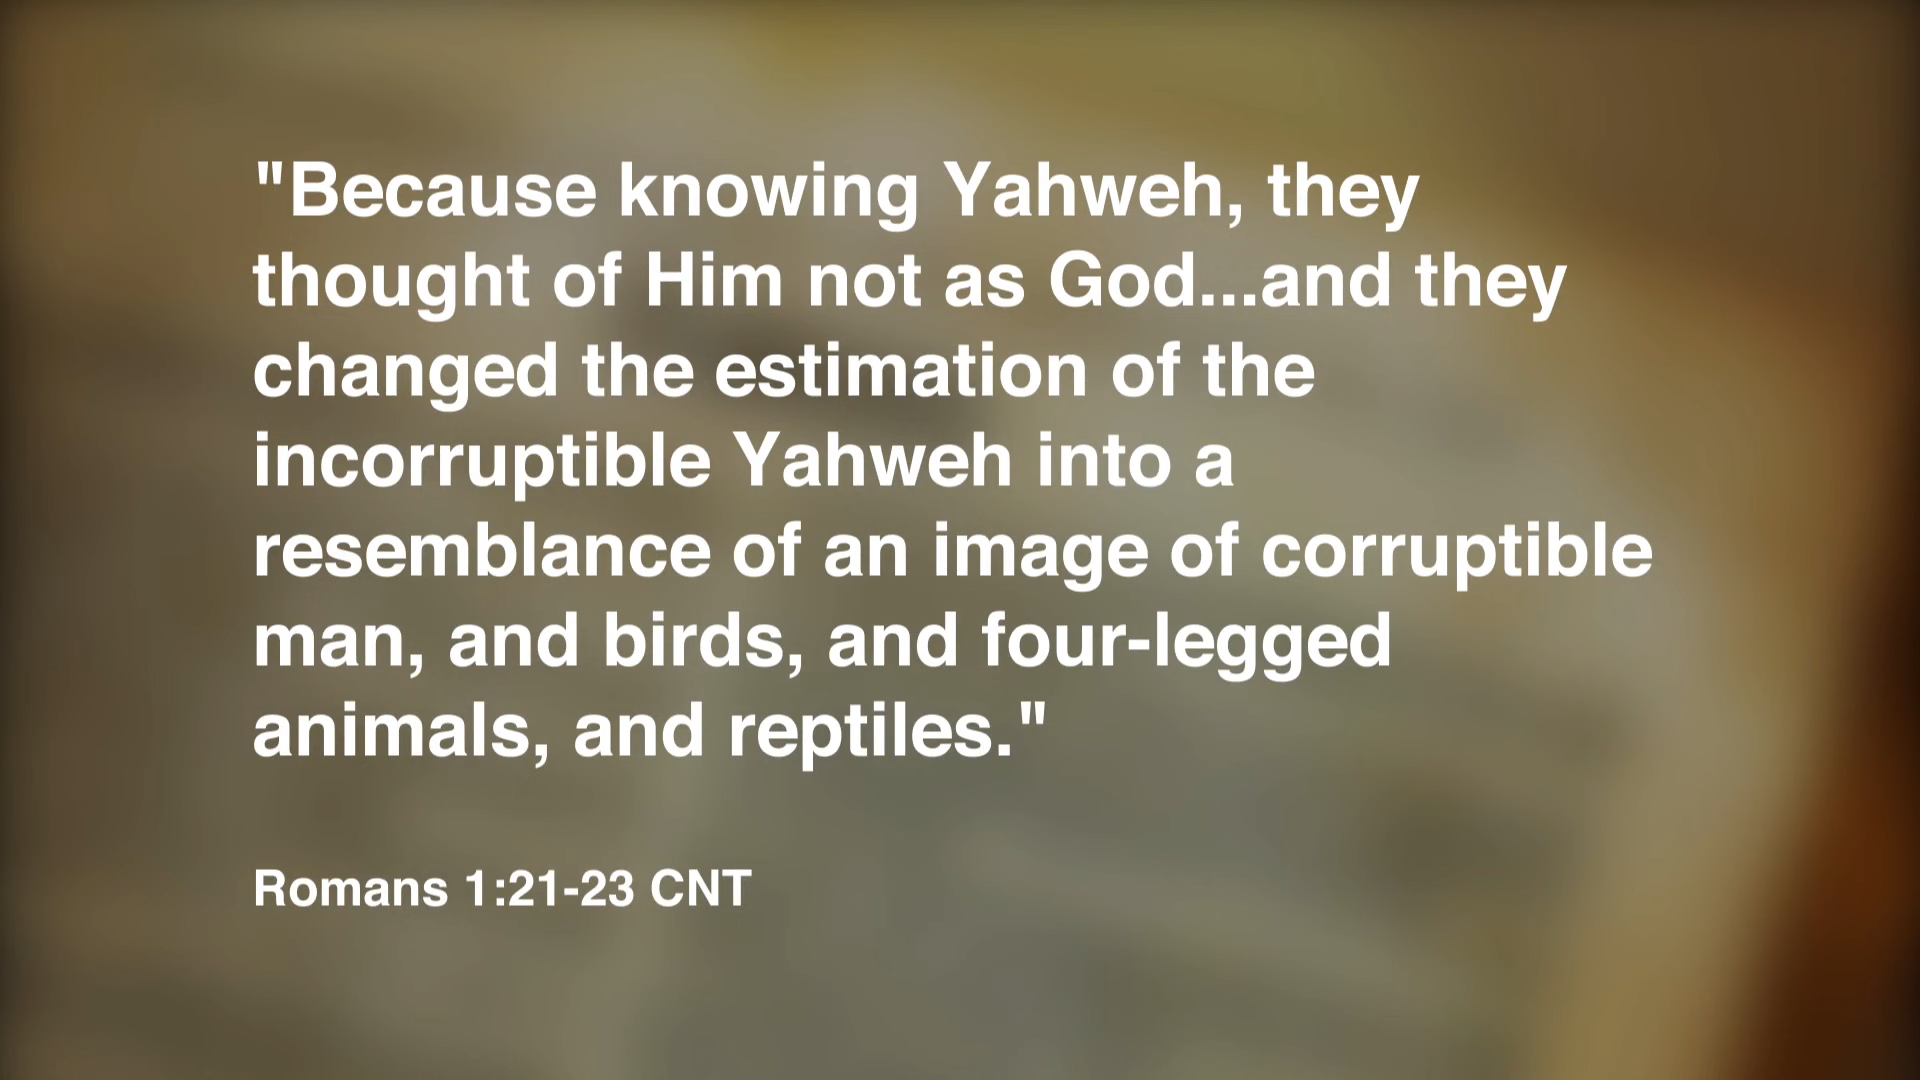 "Because knowing Yahweh, they
thought of Him not as God...and they
changed the estimation of the
incorruptible Yahweh into a
resemblance of an image of corruptible
man, and birds, and four-legged
animals, and reptiles."
Romans 1:21-23 CNT